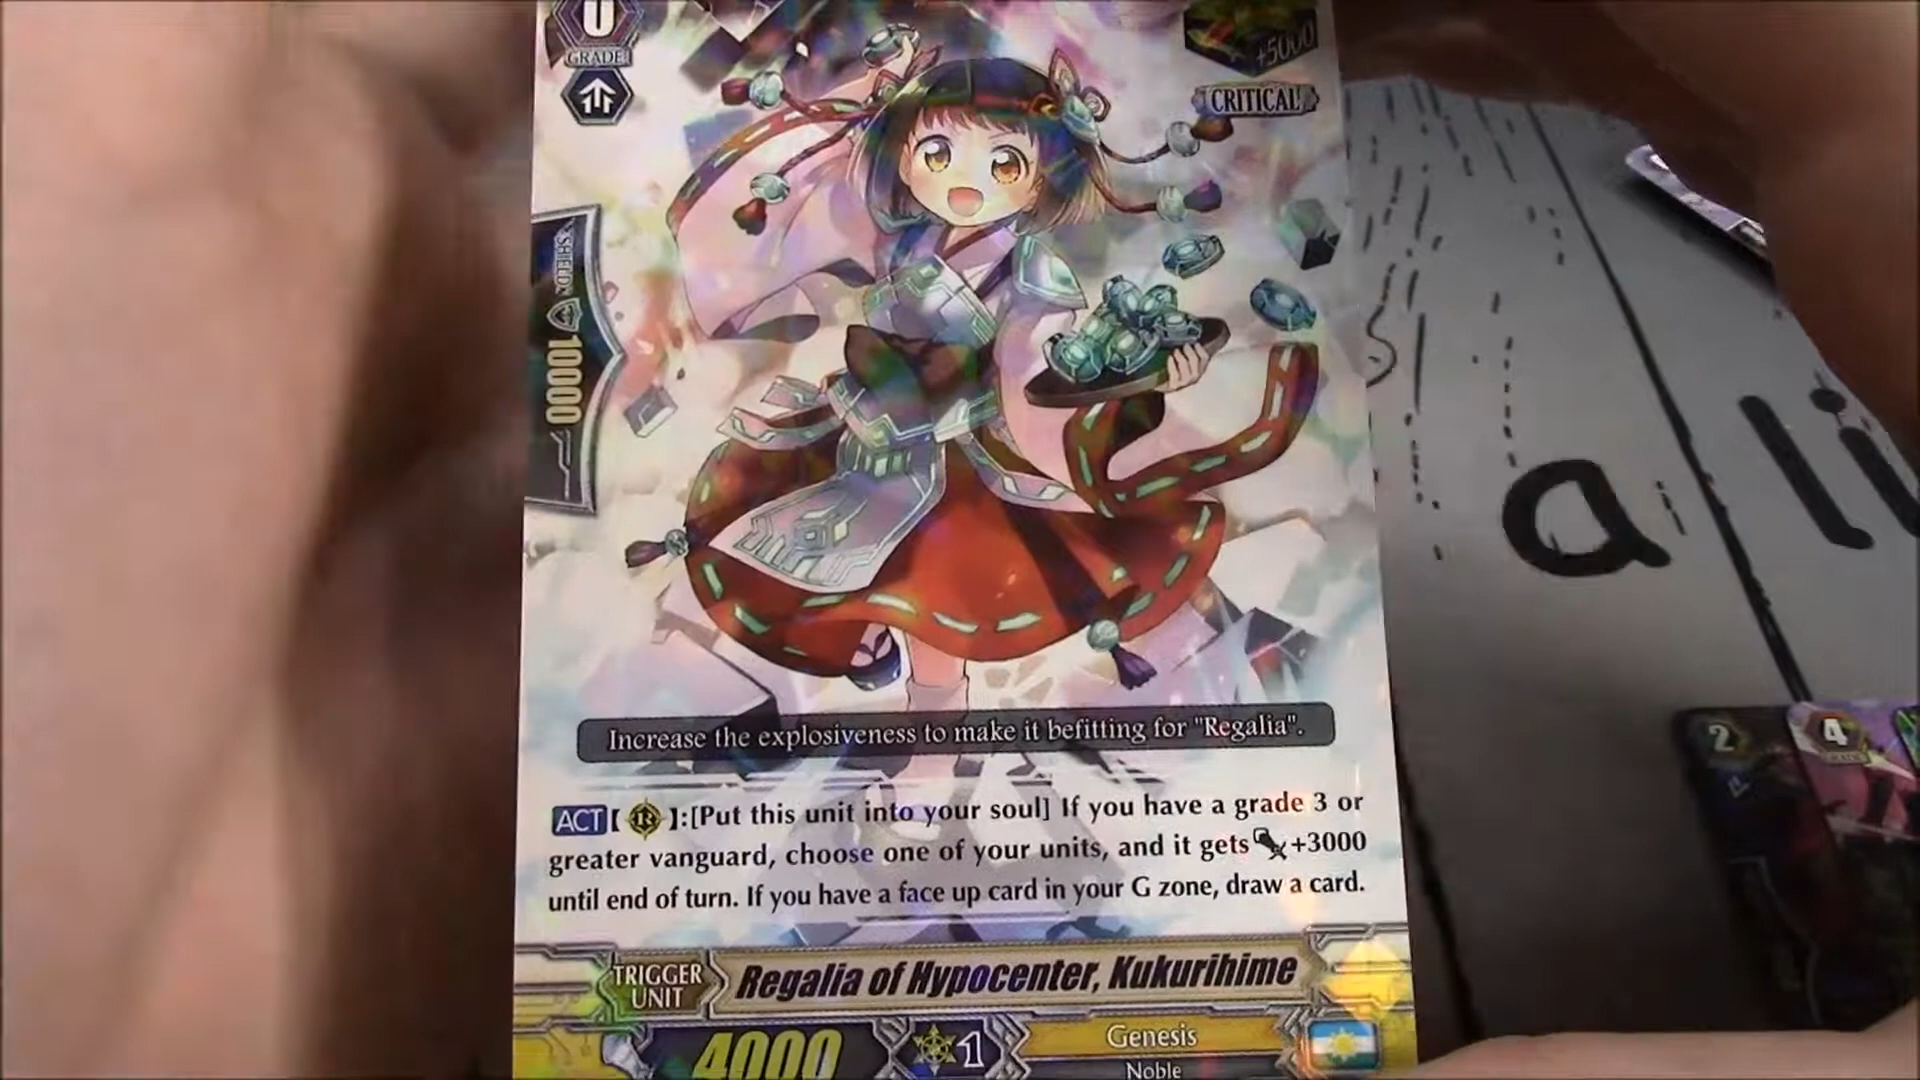 0
GRADE
+5000
CRITICAL
SHIELD 10000
Increase the explosiveness to make it befitting for "Regalia".
ACT[ R ]:[Put this unit into your soul] If you have a grade 3 or
greater vanguard, choose one of your units, and it gets +3000
until end of turn. If you have a face up card in your G zone, draw a card.
TRIGGER
UNIT
Regalia of Hypocenter, Kukurihime
4000
1
Genesis
Noble
a li
2
4